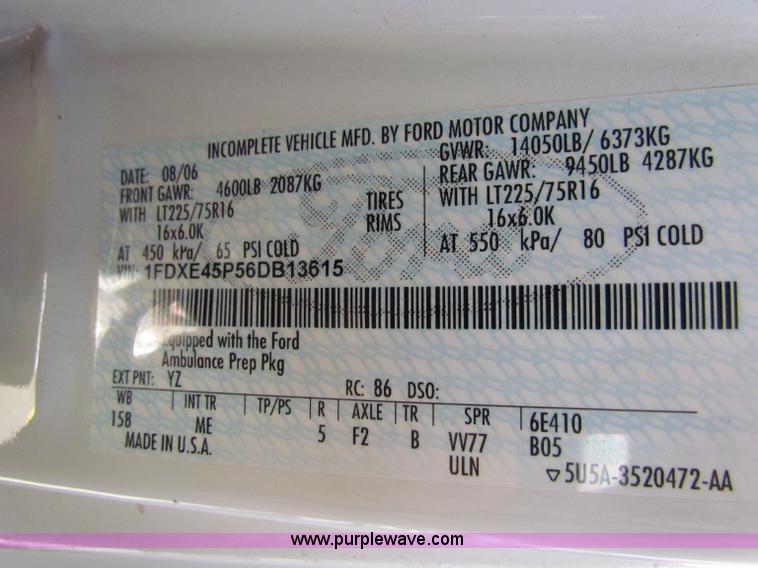 INCOMPLETE VEHICLE MFD. BY FORD MOTOR COMPANY
DATE: 08/06 GVWR: 14050LB/ 6373KG
FRONT GAWR: 4600LB 2087KG REAR GAWR: 9450LB 4287KG
WITH LT225/75R16 TIRES WITH LT225/75R16
16x6.0K RIMS 16x6.0K
AT 450 kPa/ 65 PSI COLD AT 550 kPa/ 80 PSI COLD
VIN: 1FDXE45P56DB13615
Equipped with the Ford
Ambulance Prep Pkg
EXT PNT: YZ RC: 86 DSO:
WB INT TR TP/PS R AXLE TR SPR 6E410
158 ME 5 F2 B VV77 B05
MADE IN U.S.A. ULN ▽5U5A-3520472-AA
www.purplewave.com